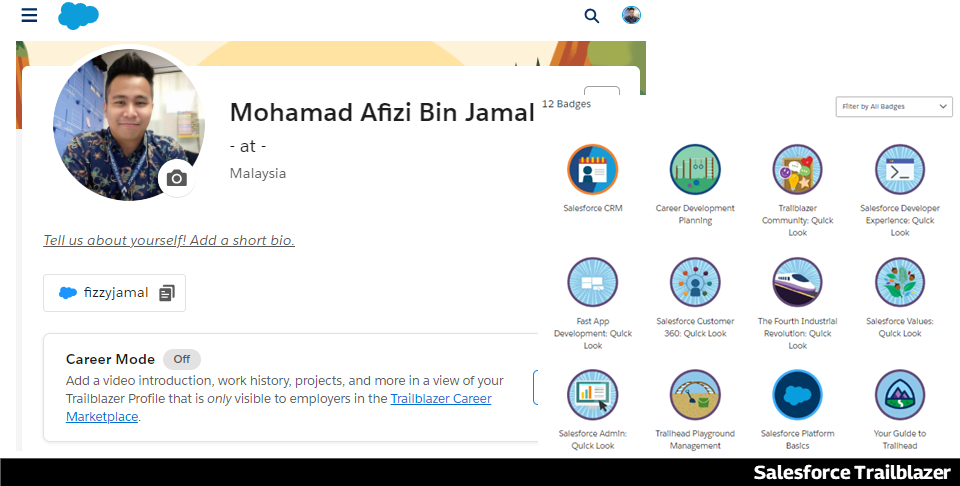 Mohamad Afizi Bin Jamal
- at -
Malaysia
Tell us about yourself! Add a short bio.
fizzyjamal
Career Mode Off
Add a video introduction, work history, projects, and more in a view of your
Trailblazer Profile that is only visible to employers in the Trailblazer Career
Marketplace.
12 Badges
Filter by All Badges
Salesforce CRM
Career Development
Planning
Trailblazer
Community: Quick
Look
Salesforce Developer
Experience: Quick
Look
Fast App
Development: Quick
Look
Salesforce Customer
360: Quick Look
The Fourth Industrial
Revolution: Quick
Look
Salesforce Values:
Quick Look
Salesforce Admin:
Quick Look
Trailhead Playground
Management
Salesforce Platform
Basics
Your Guide to
Trailhead
Salesforce Trailblazer